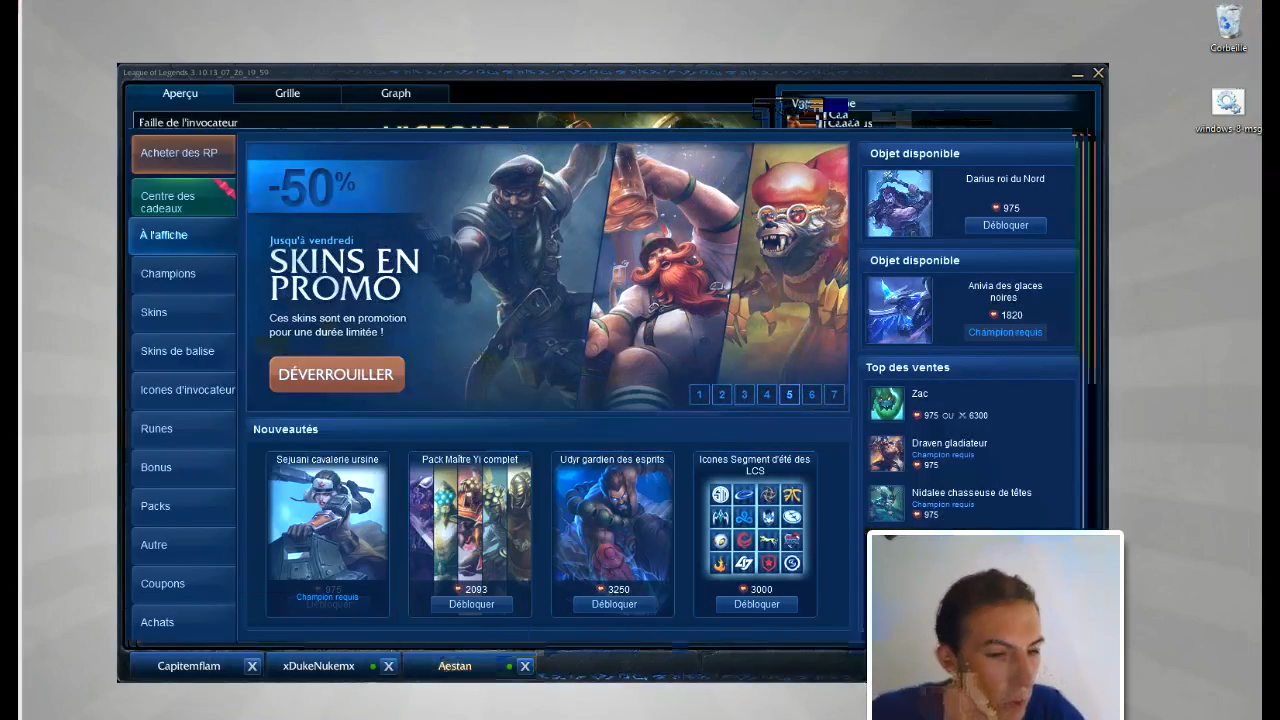 Corbeille
windows 8 msg
League of Legends 3.10.13_07_26_19_59
Aperçu
Grille
Graph
Faille de l'invocateur
Acheter des RP
Centre des
cadeaux
À l'affiche
Champions
Skins
Skins de balise
Icones d'invocateur
Runes
Bonus
Packs
Autre
Coupons
Achats
-50%
Jusqu'à vendredi
SKINS EN
PROMO
Ces skins sont en promotion
pour une durée limitée !
DÉVERROUILLER
1 2 3 4 5 6 7
Nouveautés
Sejuani cavalerie ursine
975
Champion requis
Débloquer
Pack Maître Yi complet
2093
Débloquer
Udyr gardien des esprits
3250
Débloquer
Icones Segment d'été des
LCS
3000
Débloquer
Objet disponible
Darius roi du Nord
975
Débloquer
Objet disponible
Anivia des glaces
noires
1820
Champion requis
Top des ventes
Zac
975 OU 6300
Draven gladiateur
Champion requis
975
Nidalee chasseuse de têtes
Champion requis
975
Capitemflam X
xDukeNukemx X
Aestan X